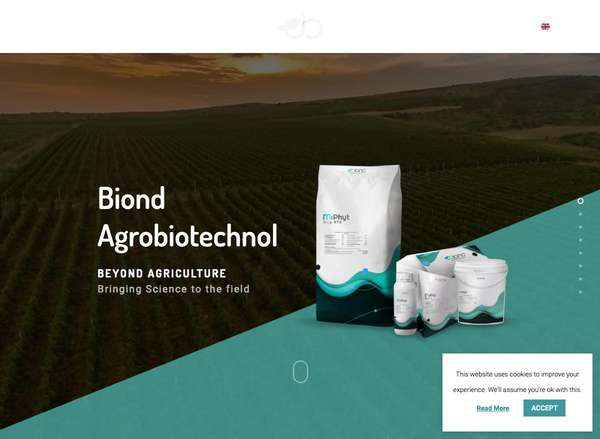 Biond
Agrobiotechnol
BEYOND AGRICULTURE
Bringing Science to the field
MiPhyt
This website uses cookies to improve your
experience. We'll assume you're ok with this.
Read More
ACCEPT